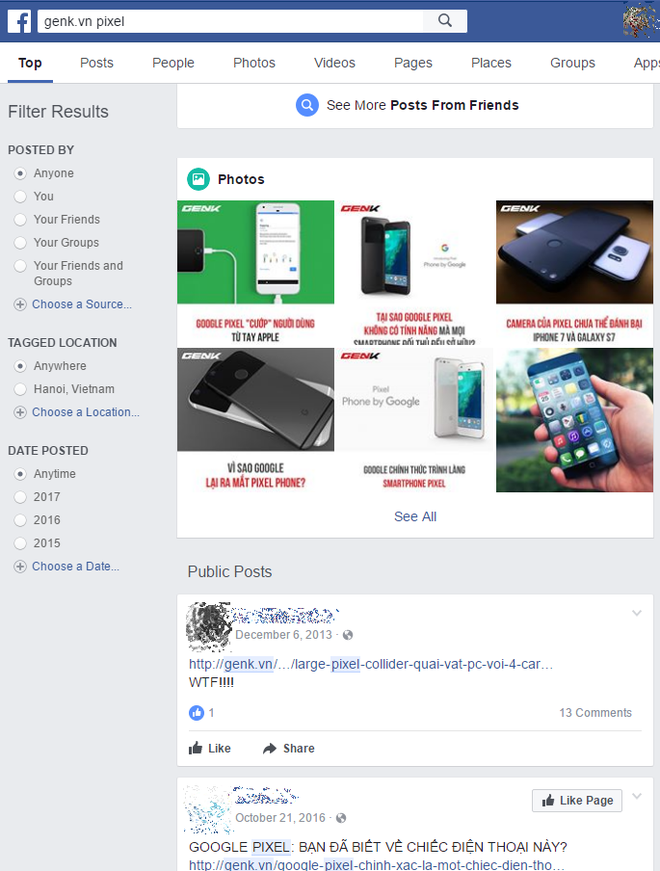 genk.vn pixel
Top Posts People Photos Videos Pages Places Groups Apps
Filter Results
POSTED BY
Anyone
You
Your Friends
Your Groups
Your Friends and
Groups
Choose a Source...
TAGGED LOCATION
Anywhere
Hanoi, Vietnam
Choose a Location...
DATE POSTED
Anytime
2017
2016
2015
Choose a Date...
See More Posts From Friends
Photos
GENK
GOOGLE PIXEL "CƯỚP" NGƯỜI DÙNG
TỪ TAY APPLE
GENK
Phone by Google
TẠI SAO GOOGLE PIXEL
KHÔNG CÓ TÍNH NĂNG MÀ MỌI
SMARTPHONE ĐỐI THỦ ĐỀU SỞ HỮU?
GENK
CAMERA CỦA PIXEL CHƯA THỂ ĐÁNH BẠI
IPHONE 7 VÀ GALAXY S7
GENK
VÌ SAO GOOGLE
LẠI RA MẮT PIXEL PHONE?
GENK
Pixel
Phone by Google
GOOGLE CHÍNH THỨC TRÌNH LÀNG
SMARTPHONE PIXEL
See All
Public Posts
December 6, 2013 ·
http://genk.vn/…/large-pixel-collider-quai-vat-pc-voi-4-car…
WTF!!!!
1
13 Comments
Like Share
Like Page
October 21, 2016 ·
GOOGLE PIXEL: BẠN ĐÃ BIẾT VỀ CHIẾC ĐIỆN THOẠI NÀY?
http://genk.vn/google-pixel-chinh-xac-la-mot-chiec-dien-tho…